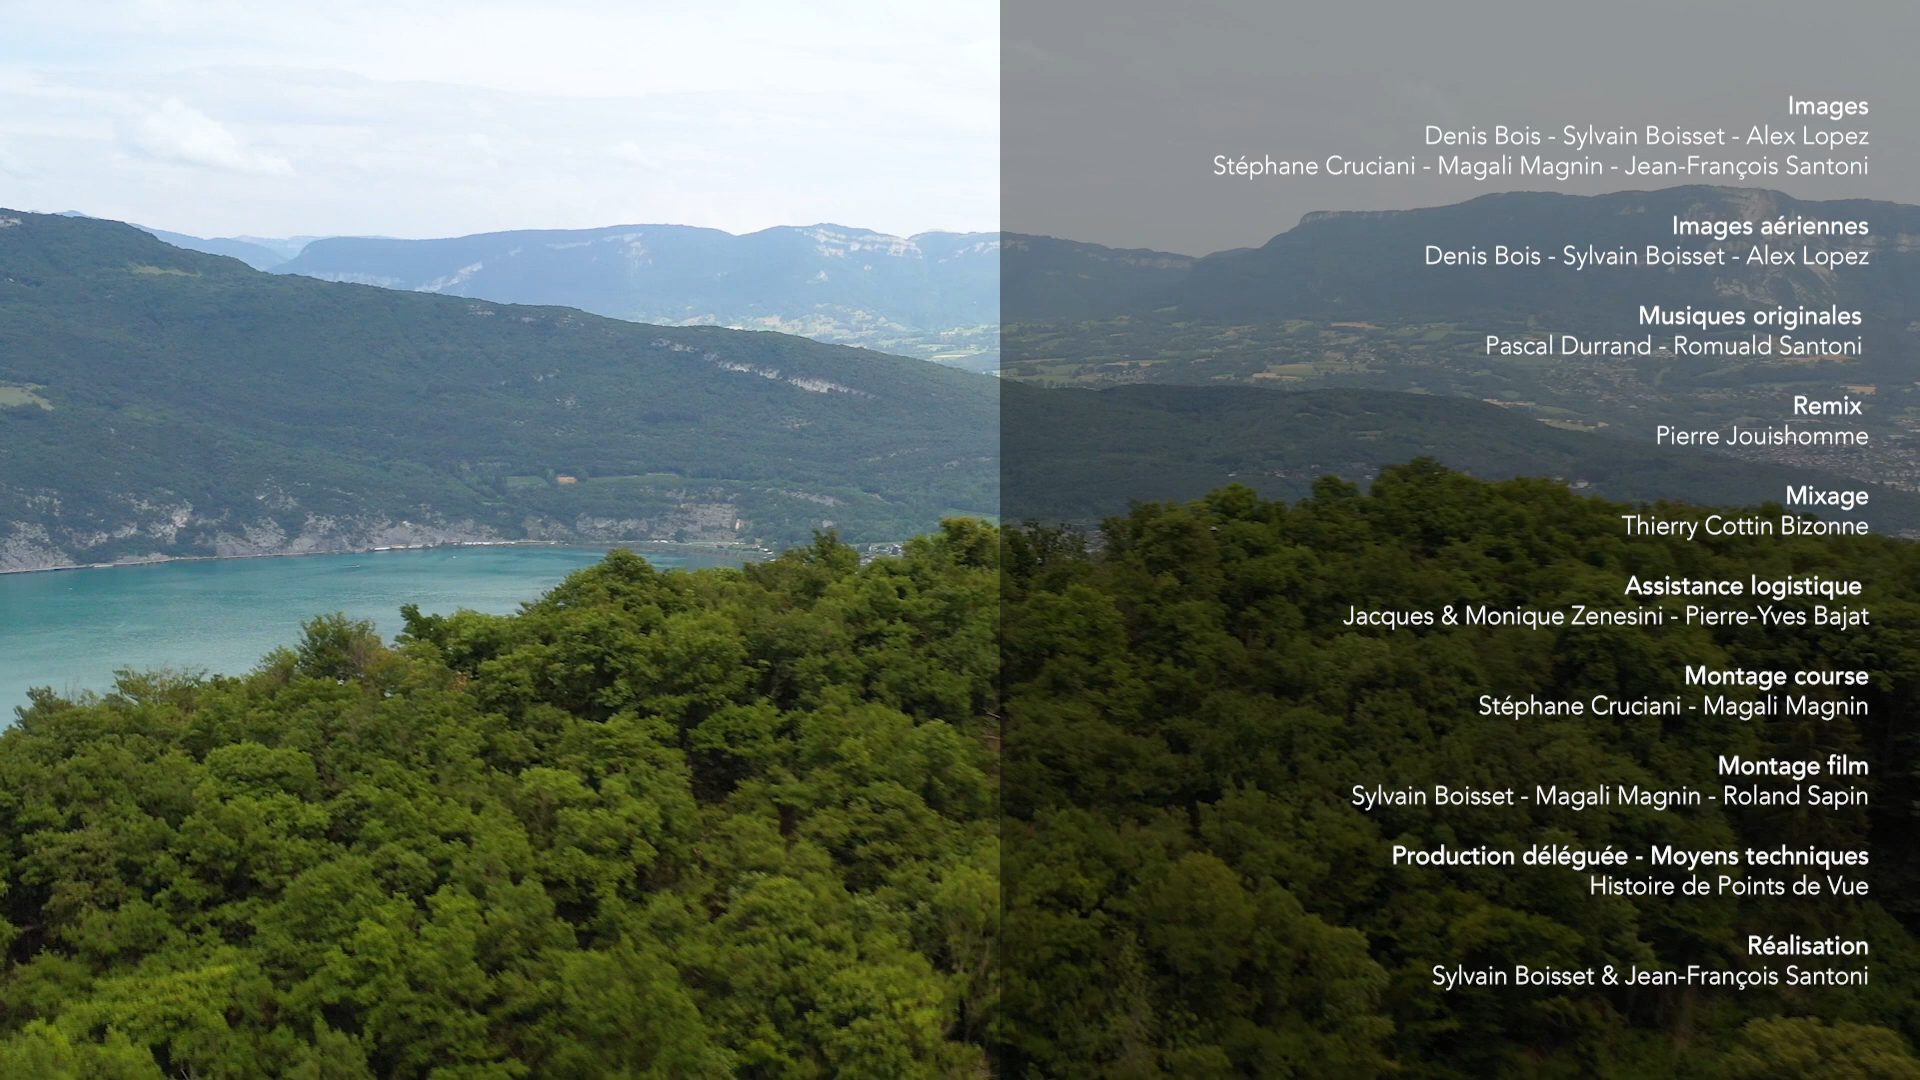 Images
Denis Bois - Sylvain Boisset - Alex Lopez
Stéphane Cruciani - Magali Magnin - Jean-François Santoni
Images aériennes
Denis Bois - Sylvain Boisset - Alex Lopez
Musiques originales
Pascal Durrand - Romuald Santoni
Remix
Pierre Jouishomme
Mixage
Thierry Cottin Bizonne
Assistance logistique
Jacques & Monique Zenesini - Pierre-Yves Bajat
Montage course
Stéphane Cruciani - Magali Magnin
Montage film
Sylvain Boisset - Magali Magnin - Roland Sapin
Production déléguée - Moyens techniques
Histoire de Points de Vue
Réalisation
Sylvain Boisset & Jean-François Santoni